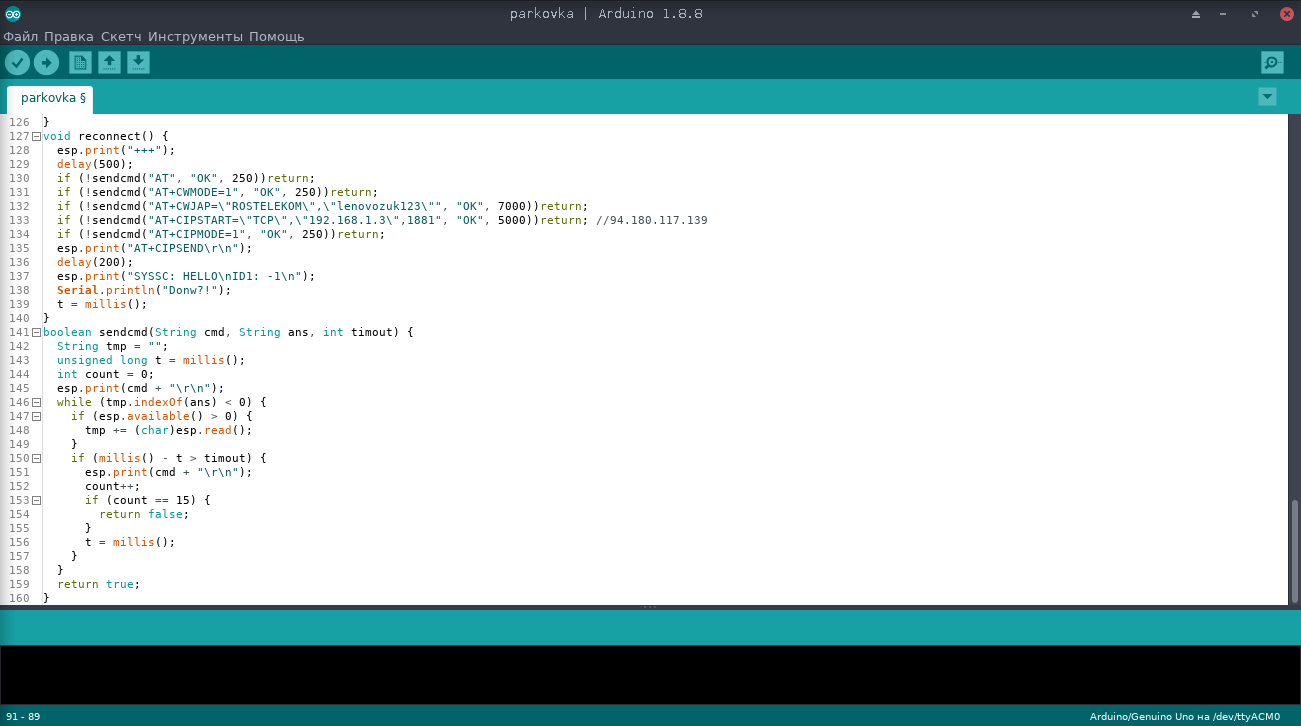 parkovka | Arduino 1.8.8
Файл Правка Скетч Инструменты Помощь
parkovka §
126 }
127 void reconnect() {
128   esp.print("+++");
129   delay(500);
130   if (!sendcmd("AT", "OK", 250))return;
131   if (!sendcmd("AT+CWMODE=1", "OK", 250))return;
132   if (!sendcmd("AT+CWJAP=\"ROSTELEKOM\",\"lenovozuk123\"", "OK", 7000))return;
133   if (!sendcmd("AT+CIPSTART=\"TCP\",\"192.168.1.3\",1881", "OK", 5000))return; //94.180.117.139
134   if (!sendcmd("AT+CIPMODE=1", "OK", 250))return;
135   esp.print("AT+CIPSEND\r\n");
136   delay(200);
137   esp.print("SYSSC: HELLO\nID1: -1\n");
138   Serial.println("Donw?!");
139   t = millis();
140 }
141 boolean sendcmd(String cmd, String ans, int timout) {
142   String tmp = "";
143   unsigned long t = millis();
144   int count = 0;
145   esp.print(cmd + "\r\n");
146   while (tmp.indexOf(ans) < 0) {
147     if (esp.available() > 0) {
148       tmp += (char)esp.read();
149     }
150     if (millis() - t > timout) {
151       esp.print(cmd + "\r\n");
152       count++;
153       if (count == 15) {
154         return false;
155       }
156       t = millis();
157     }
158   }
159   return true;
160 }
91 - 89
Arduino/Genuino Uno на /dev/ttyACM0